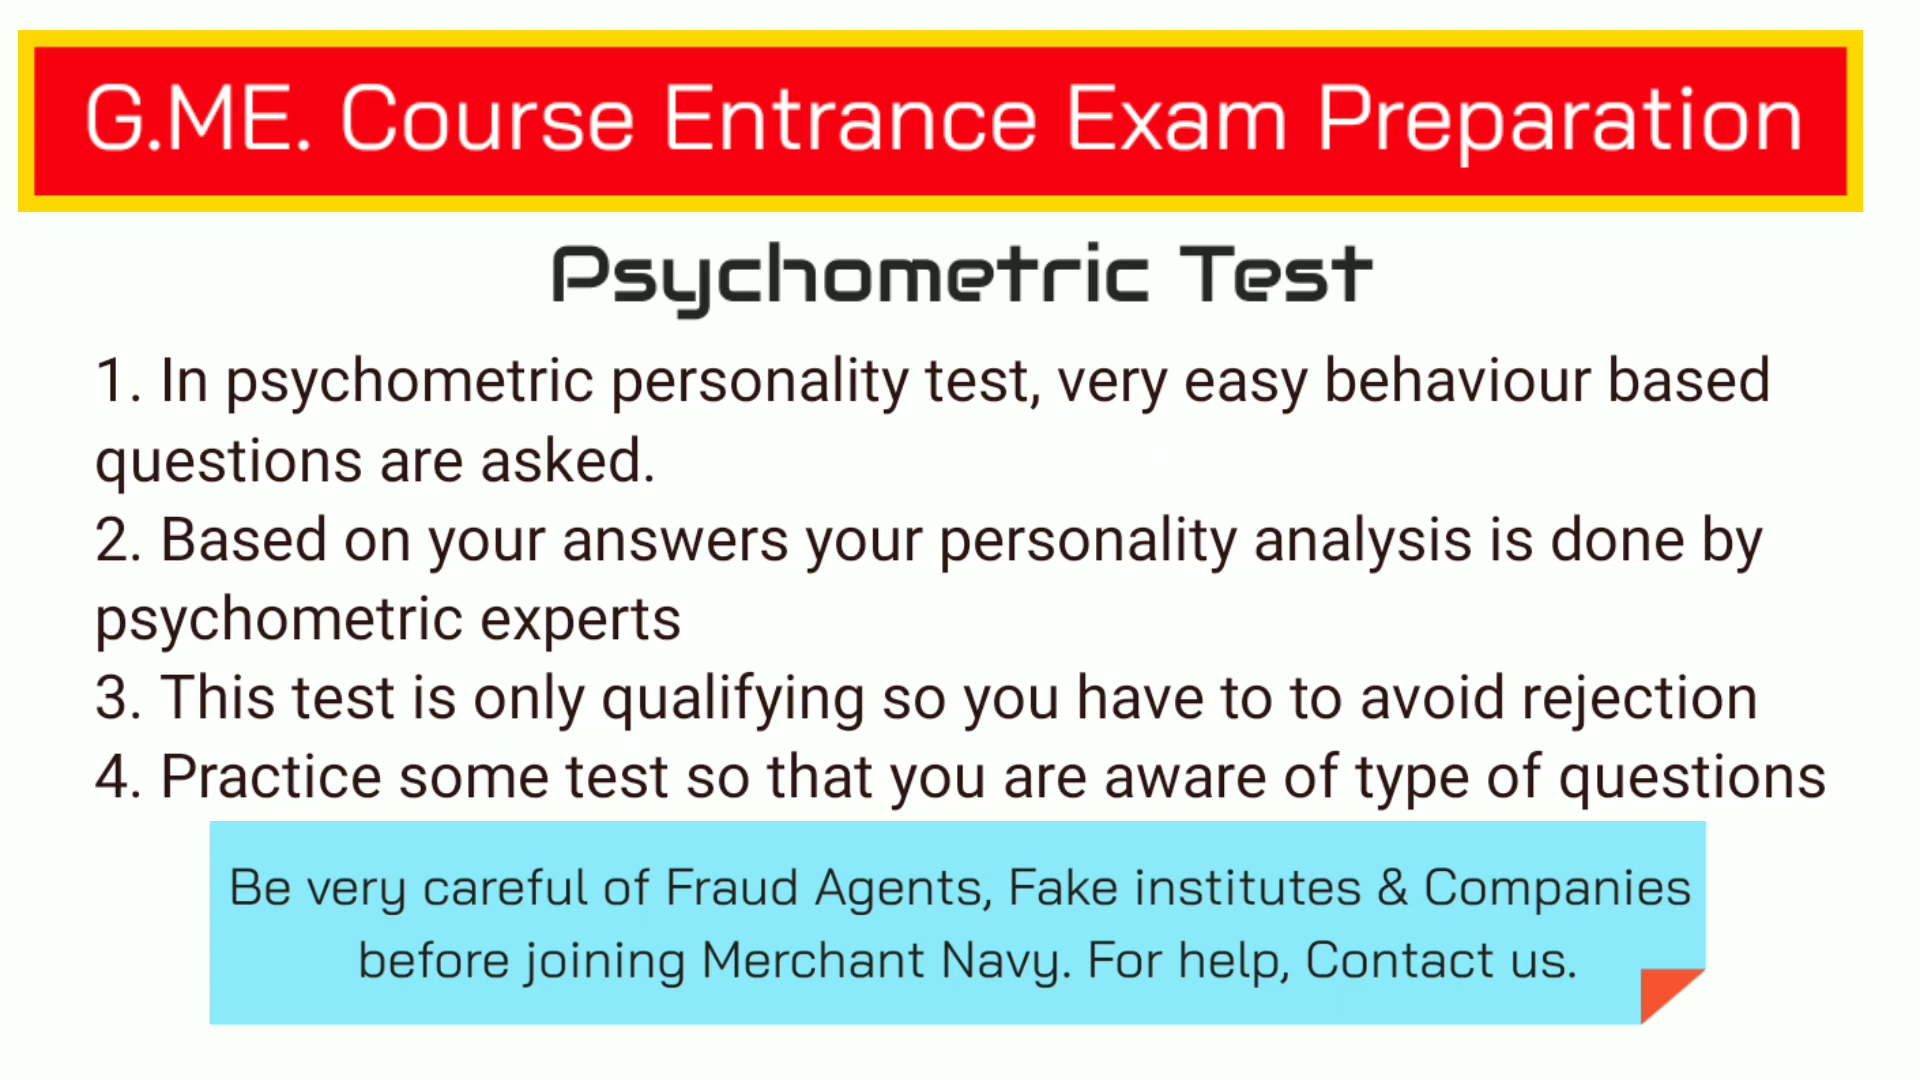 G.ME. Course Entrance Exam Preparation
Psychometric Test
1. In psychometric personality test, very easy behaviour based
questions are asked.
2. Based on your answers your personality analysis is done by
psychometric experts
3. This test is only qualifying so you have to to avoid rejection
4. Practice some test so that you are aware of type of questions
Be very careful of Fraud Agents, Fake institutes & Companies
before joining Merchant Navy. For help, Contact us.